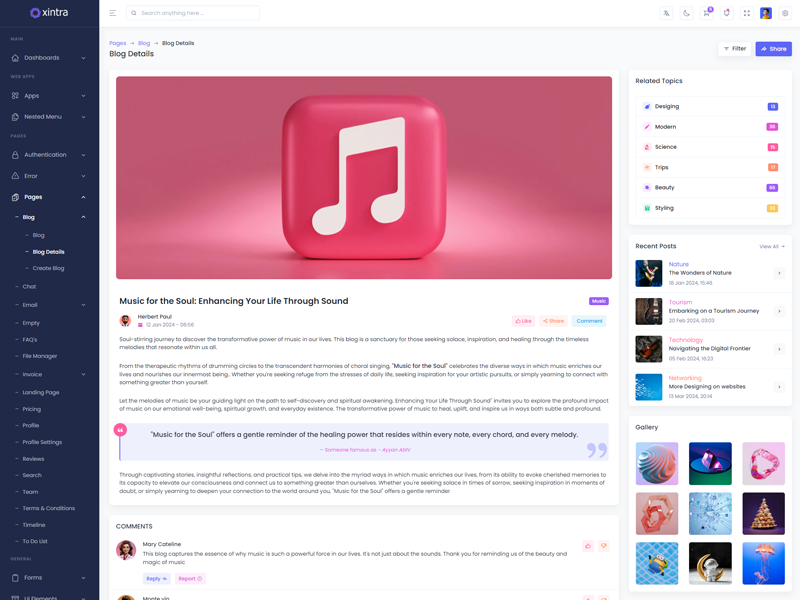 xintra
Search anything here ...
5
MAIN
Dashboards
WEB APPS
Apps
Nested Menu
PAGES
Authentication
Error
Pages
Blog
Blog
Blog Details
Create Blog
Chat
Email
Empty
FAQ's
File Manager
Invoice
Landing Page
Pricing
Profile
Profile Settings
Reviews
Search
Team
Terms & Conditions
Timeline
To Do List
GENERAL
Forms
UI Elements
Pages → Blog → Blog Details
Blog Details
Filter
Share
Music for the Soul: Enhancing Your Life Through Sound
Music
Herbert Paul
12 Jan 2024 - 06:56
Like
Share
Comment
Soul-stirring journey to discover the transformative power of music in our lives. This blog is a sanctuary for those seeking solace, inspiration, and healing through the timeless
melodies that resonate within us all.
From the therapeutic rhythms of drumming circles to the transcendent harmonies of choral singing, "Music for the Soul" celebrates the diverse ways in which music enriches our
lives and nourishes our innermost being.. Whether you're seeking refuge from the stresses of daily life, seeking inspiration for your artistic pursuits, or simply learning to connect with
something greater than yourself.
Let the melodies of music be your guiding light on the path to self-discovery and spiritual awakening. Enhancing Your Life Through Sound" invites you to explore the profound impact
of music on our emotional well-being, spiritual growth, and everyday existence. The transformative power of music to heal, uplift, and inspire us in ways both subtle and profound.
"Music for the Soul" offers a gentle reminder of the healing power that resides within every note, every chord, and every melody.
Through captivating stories, insightful reflections, and practical tips, we delve into the myriad ways in which music enriches our lives, from its ability to evoke cherished memories to
its capacity to elevate our consciousness and connect us to something greater than ourselves. Whether you're seeking solace in times of sorrow, seeking inspiration in moments of
doubt, or simply yearning to deepen your connection to the world around you, "Music for the Soul" offers a gentle reminder
COMMENTS
Mary Cateline
This blog captures the essence of why music is such a powerful force in our lives. It's not just about the sounds. Thank you for reminding us of the beauty and
magic of music
Reply
Report
Related Topics
Desiging
13
Modern
Science
15
Trips
Beauty
Styling
Recent Posts
View All
Nature
The Wonders of Nature
18 Jan 2024, 15:46
Tourism
Embarking on a Tourism Journey
20 Feb 2024, 03:03
Technology
Navigating the Digital Frontier
05 Feb 2024, 16:23
Networking
More Designing on websites
13 Mar 2024, 20:14
Gallery